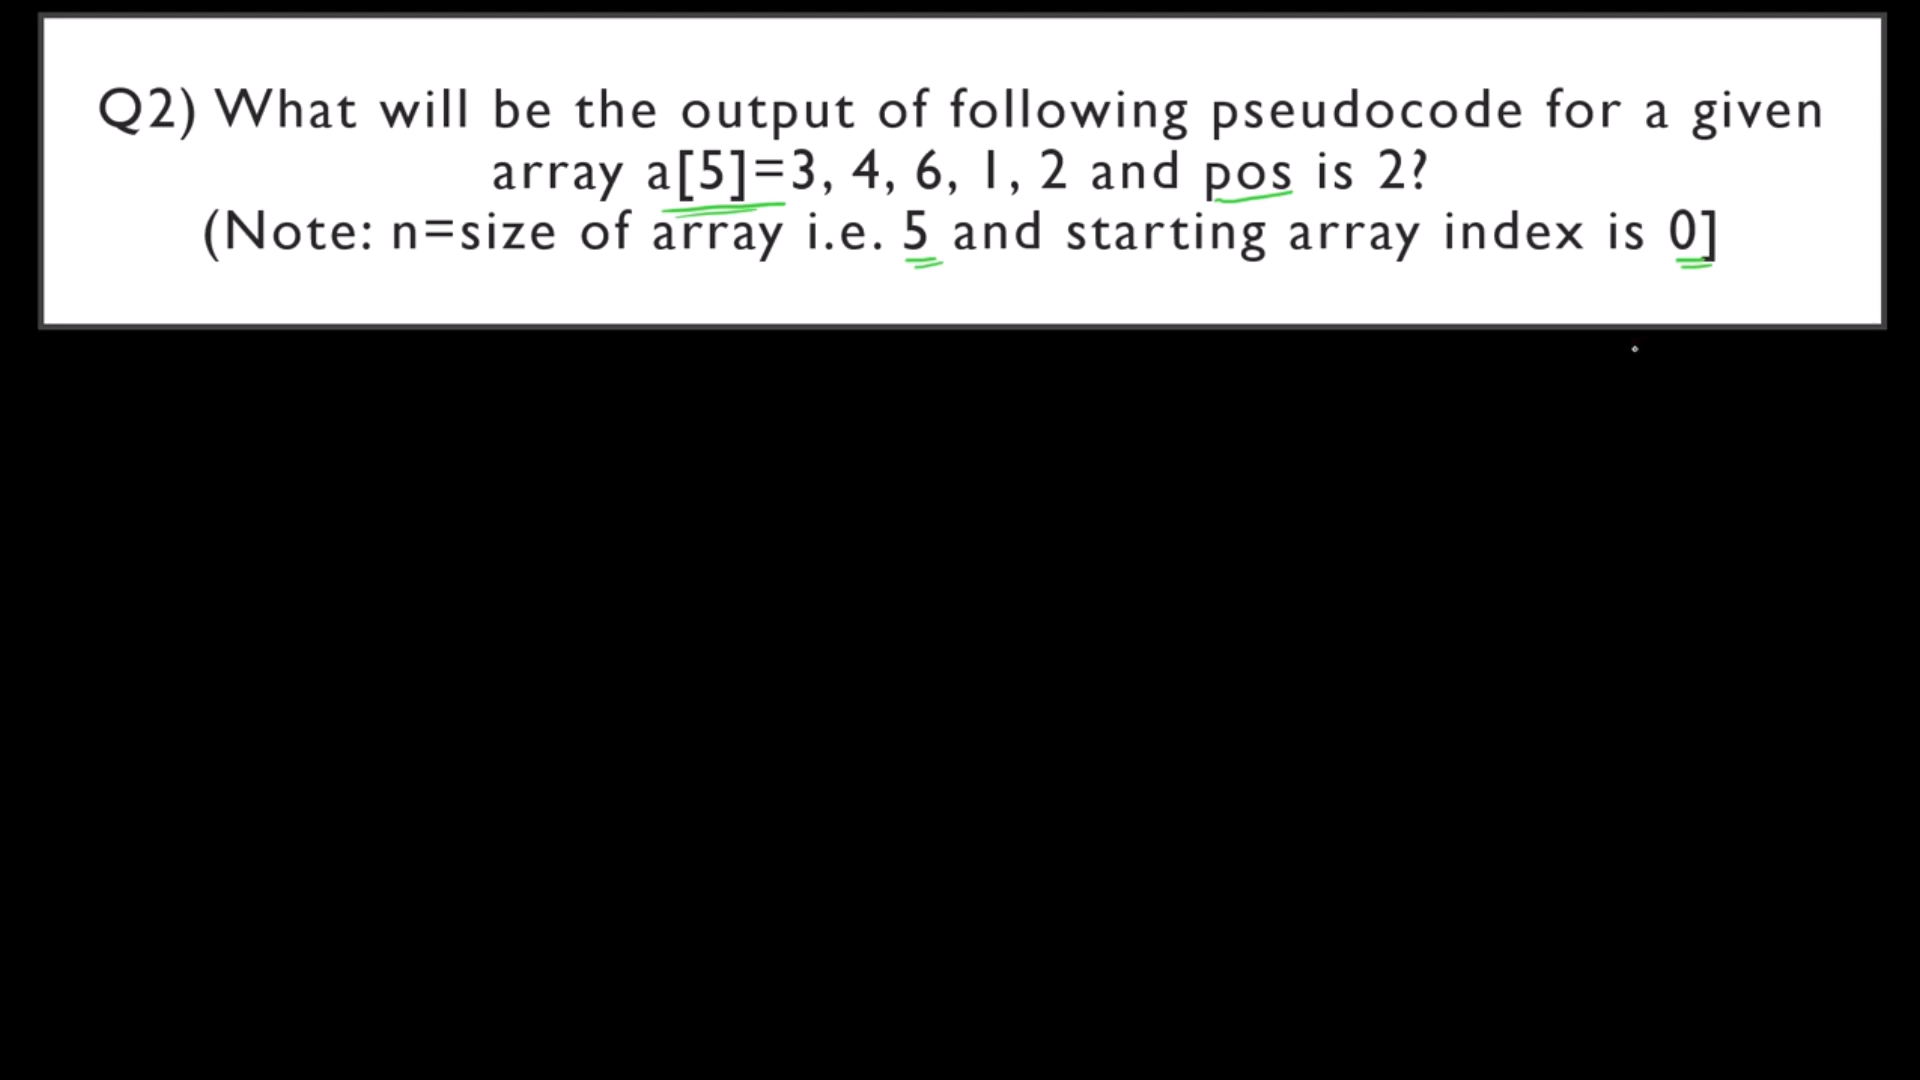 Q2) What will be the output of following pseudocode for a given
array a[5]=3, 4, 6, 1, 2 and pos is 2?
(Note: n=size of array i.e. 5 and starting array index is 0]